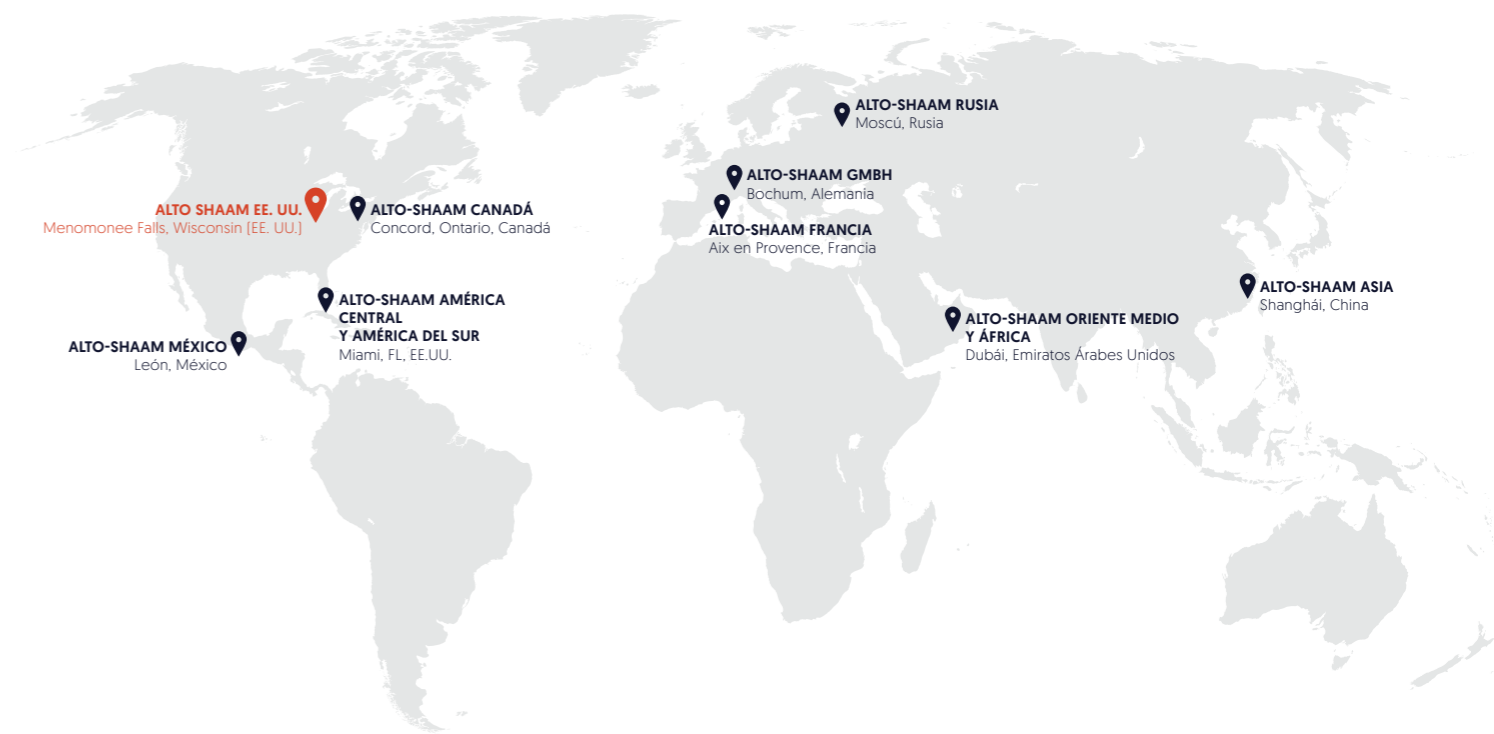 ALTO-SHAAM RUSIA
Moscú, Rusia
ALTO-SHAAM GMBH
Bochum, Alemania
ALTO SHAAM EE. UU.
Menomonee Falls, Wisconsin (EE. UU.)
ALTO-SHAAM CANADÁ
Concord, Ontario, Canadá
ALTO-SHAAM FRANCIA
Aix en Provence, Francia
ALTO-SHAAM ASIA
Shanghái, China
ALTO-SHAAM AMÉRICA
CENTRAL
Y AMÉRICA DEL SUR
Miami, FL, EE.UU.
ALTO-SHAAM ORIENTE MEDIO
Y ÁFRICA
Dubái, Emiratos Árabes Unidos
ALTO-SHAAM MÉXICO
León, México